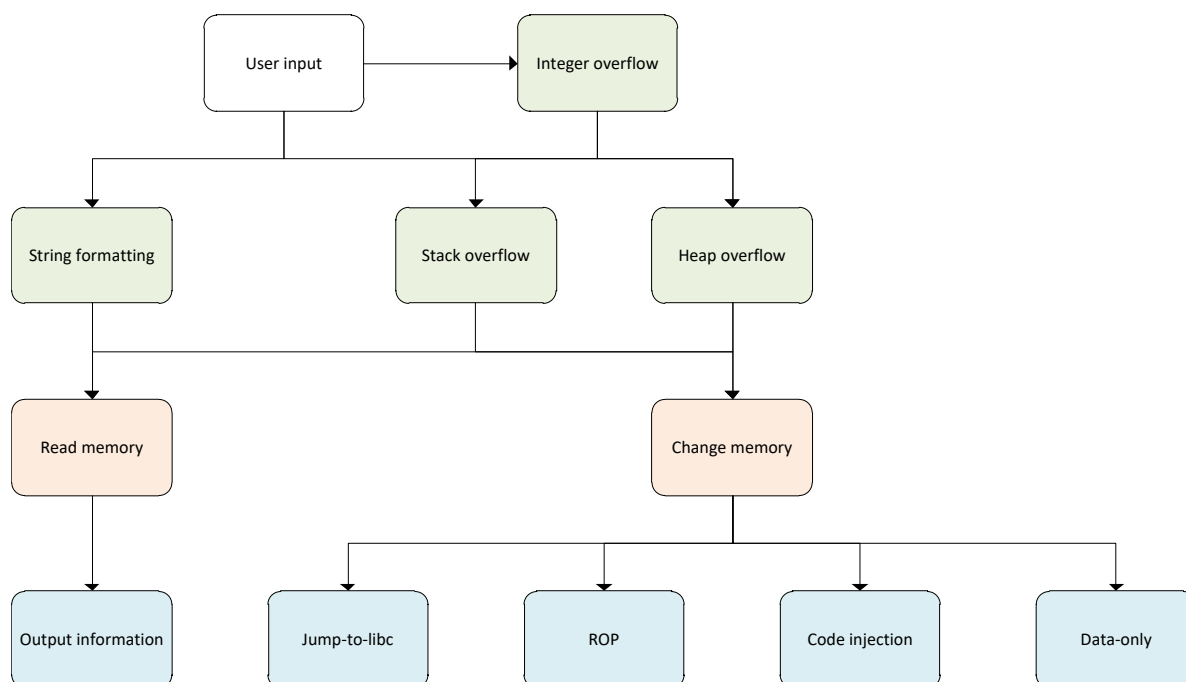 User input
Integer overflow
String formatting
Stack overflow
Heap overflow
Read memory
Change memory
Output information
Jump-to-libc
ROP
Code injection
Data-only